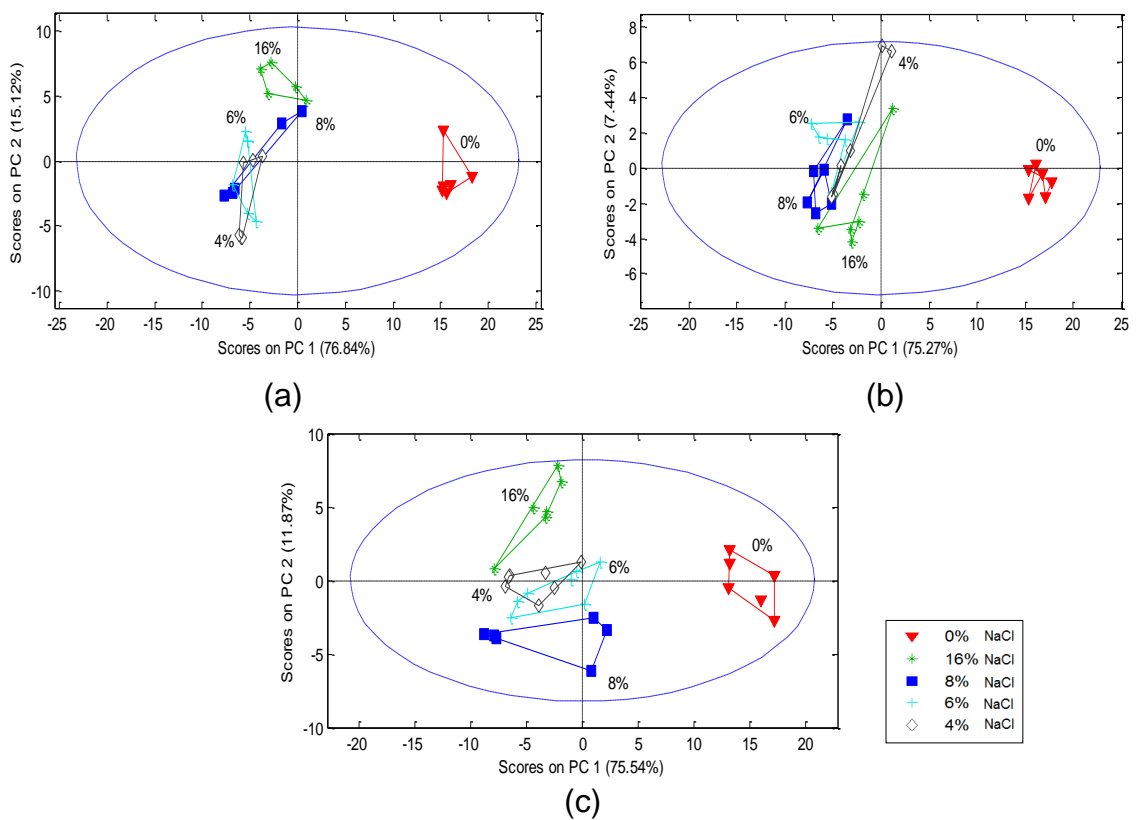 10
5
0
-5
-10
Scores on PC 2 (15.12%)
16%
6%
8%
0%
4%
-25 -20 -15 -10 -5 0 5 10 15 20 25
Scores on PC 1 (76.84%)
(a)
8
6
4
2
0
-2
-4
-6
Scores on PC 2 (7.44%)
4%
6%
0%
8%
16%
-25 -20 -15 -10 -5 0 5 10 15 20 25
Scores on PC 1 (75.27%)
(b)
10
5
0
-5
-10
Scores on PC 2 (11.87%)
16%
6%
0%
4%
8%
-20 -15 -10 -5 0 5 10 15 20
Scores on PC 1 (75.54%)
(c)
0% NaCl
16% NaCl
8% NaCl
6% NaCl
4% NaCl